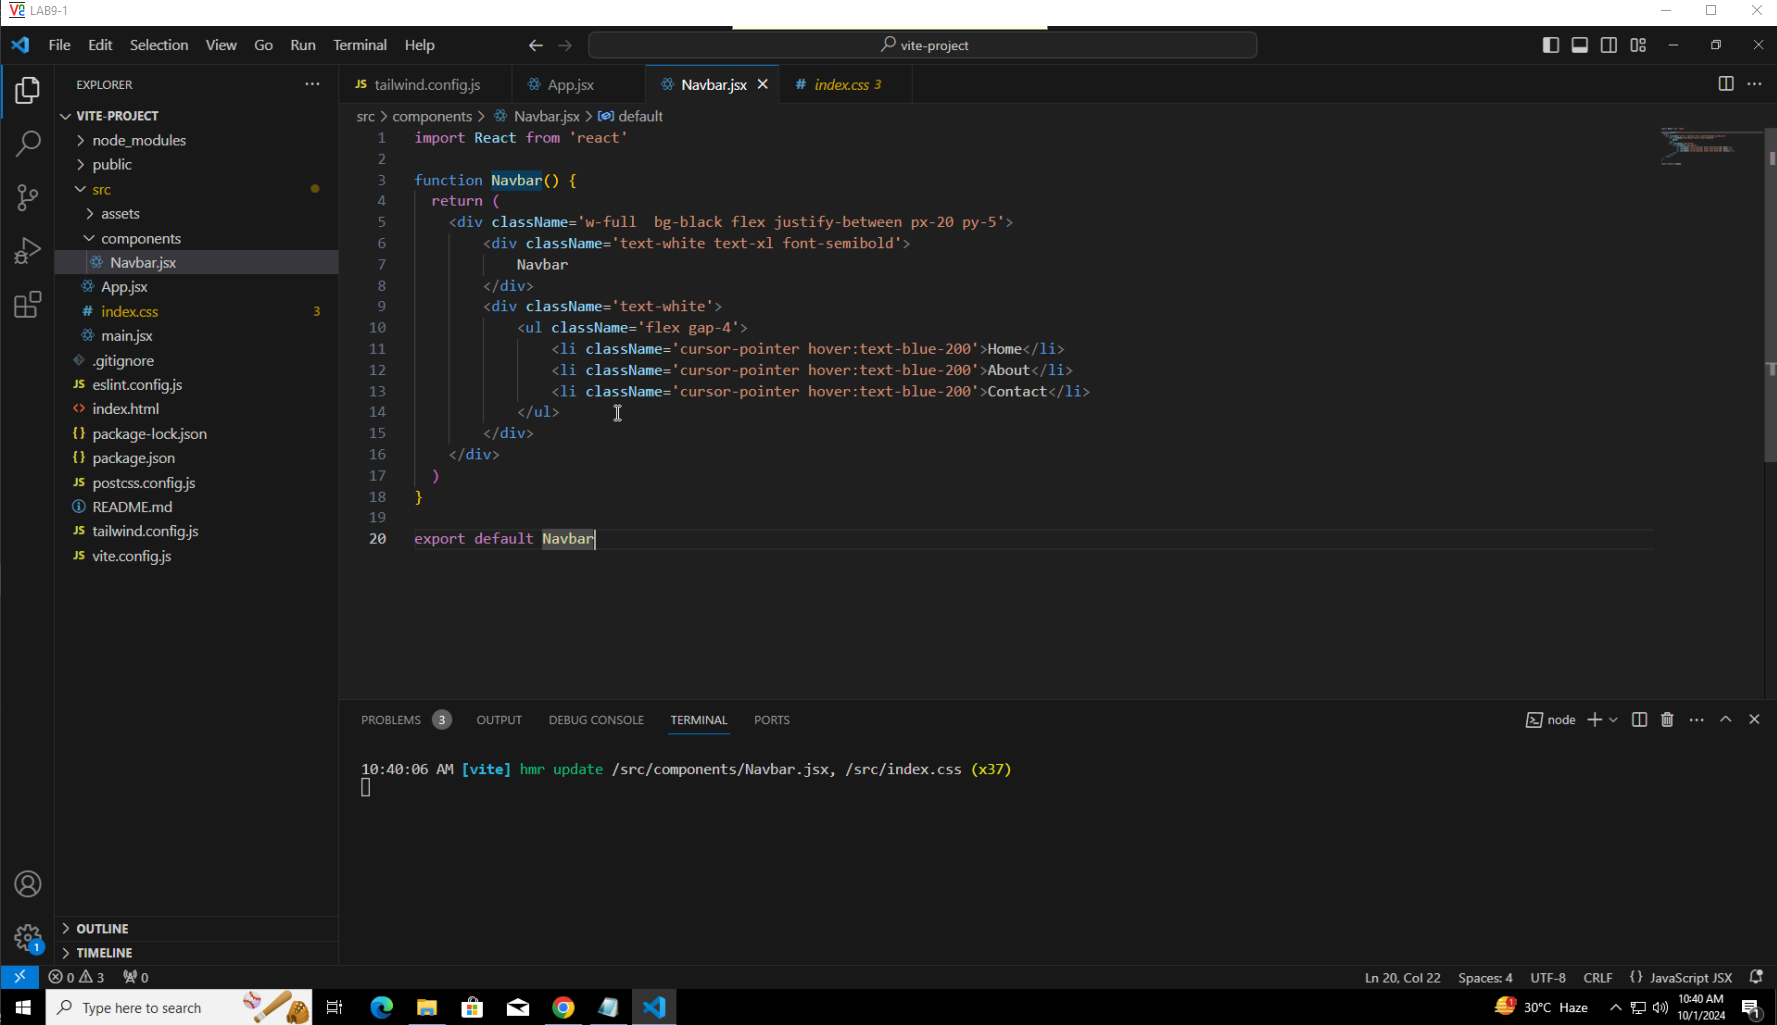 LAB9-1
File Edit Selection View Go Run Terminal Help
vite-project
EXPLORER
VITE-PROJECT
node_modules
public
src
assets
components
Navbar.jsx
App.jsx
# index.css 3
main.jsx
.gitignore
JS eslint.config.js
<> index.html
{} package-lock.json
{} package.json
JS postcss.config.js
README.md
JS tailwind.config.js
JS vite.config.js
OUTLINE
TIMELINE
JS tailwind.config.js App.jsx Navbar.jsx # index.css 3
src > components > Navbar.jsx > default
1 import React from 'react'
2
3 function Navbar() {
4 return (
5 <div className='w-full  bg-black flex justify-between px-20 py-5'>
6 <div className='text-white text-xl font-semibold'>
7 Navbar
8 </div>
9 <div className='text-white'>
10 <ul className='flex gap-4'>
11 <li className='cursor-pointer hover:text-blue-200'>Home</li>
12 <li className='cursor-pointer hover:text-blue-200'>About</li>
13 <li className='cursor-pointer hover:text-blue-200'>Contact</li>
14 </ul>
15 </div>
16 </div>
17 )
18 }
19
20 export default Navbar
PROBLEMS 3 OUTPUT DEBUG CONSOLE TERMINAL PORTS
node
10:40:06 AM [vite] hmr update /src/components/Navbar.jsx, /src/index.css (x37)
1
0 3 0
Ln 20, Col 22 Spaces: 4 UTF-8 CRLF {} JavaScript JSX
Type here to search
30°C Haze
10:40 AM
10/1/2024
1